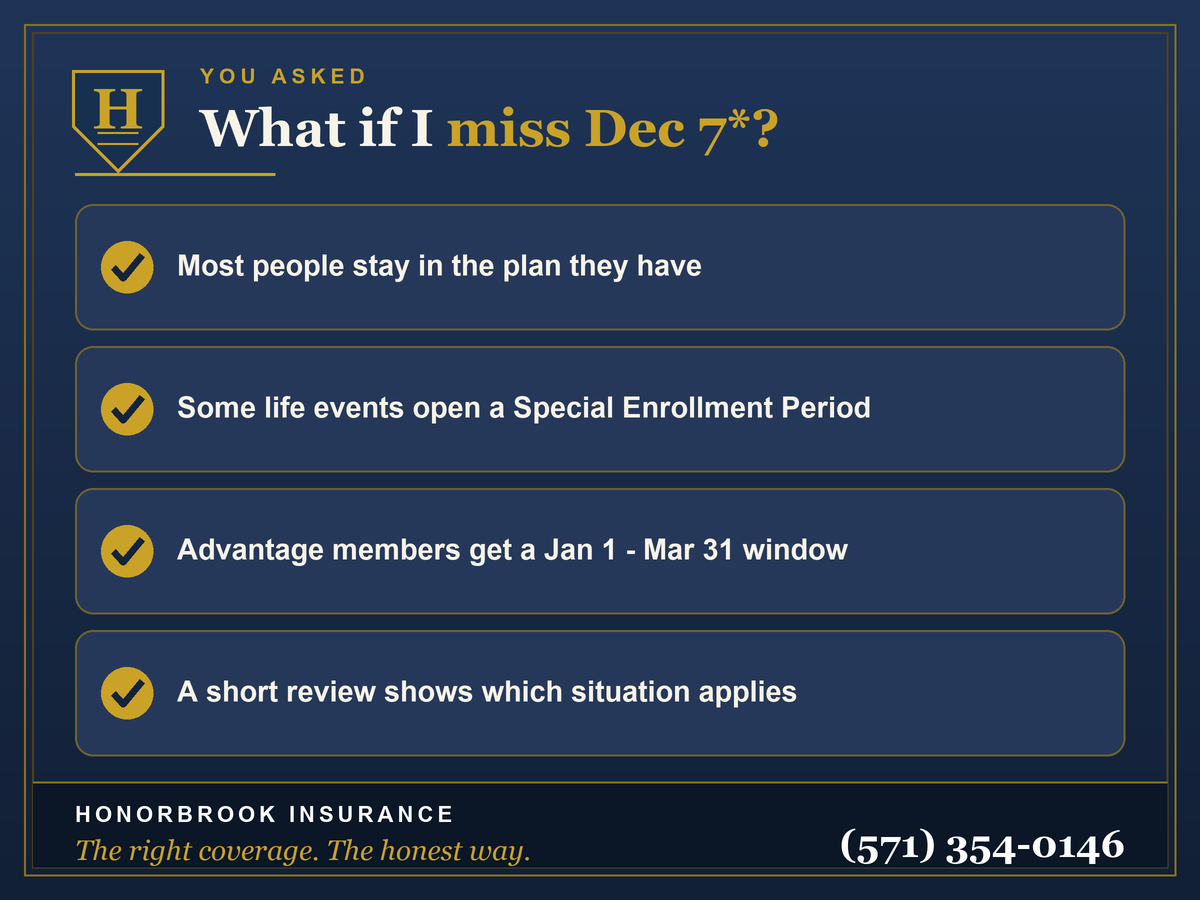 H
YOU ASKED
What if I miss Dec 7*?
Most people stay in the plan they have
Some life events open a Special Enrollment Period
Advantage members get a Jan 1 - Mar 31 window
A short review shows which situation applies
HONORBROOK INSURANCE
The right coverage. The honest way.
(571) 354-0146